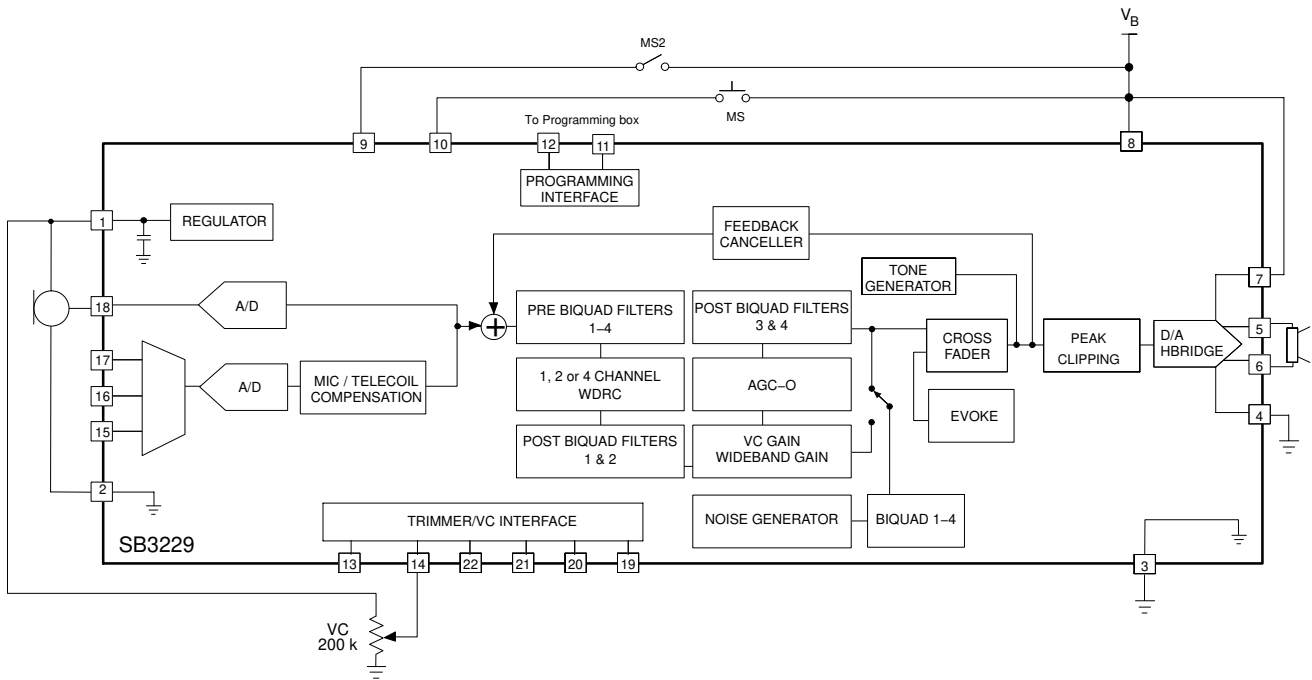 V_B
MS2
MS
To Programming box
9
10
12
11
8
PROGRAMMING
INTERFACE
1
REGULATOR
FEEDBACK
CANCELLER
TONE
GENERATOR
7
18
A/D
PRE BIQUAD FILTERS
1–4
POST BIQUAD FILTERS
3 & 4
CROSS
FADER
PEAK
CLIPPING
D/A
HBRIDGE
5
6
17
16
15
A/D
MIC / TELECOIL
COMPENSATION
1, 2 or 4 CHANNEL
WDRC
AGC–O
EVOKE
4
POST BIQUAD FILTERS
1 & 2
VC GAIN
WIDEBAND GAIN
2
TRIMMER/VC INTERFACE
NOISE GENERATOR
BIQUAD 1–4
SB3229
13
14
22
21
20
19
3
VC
200 k